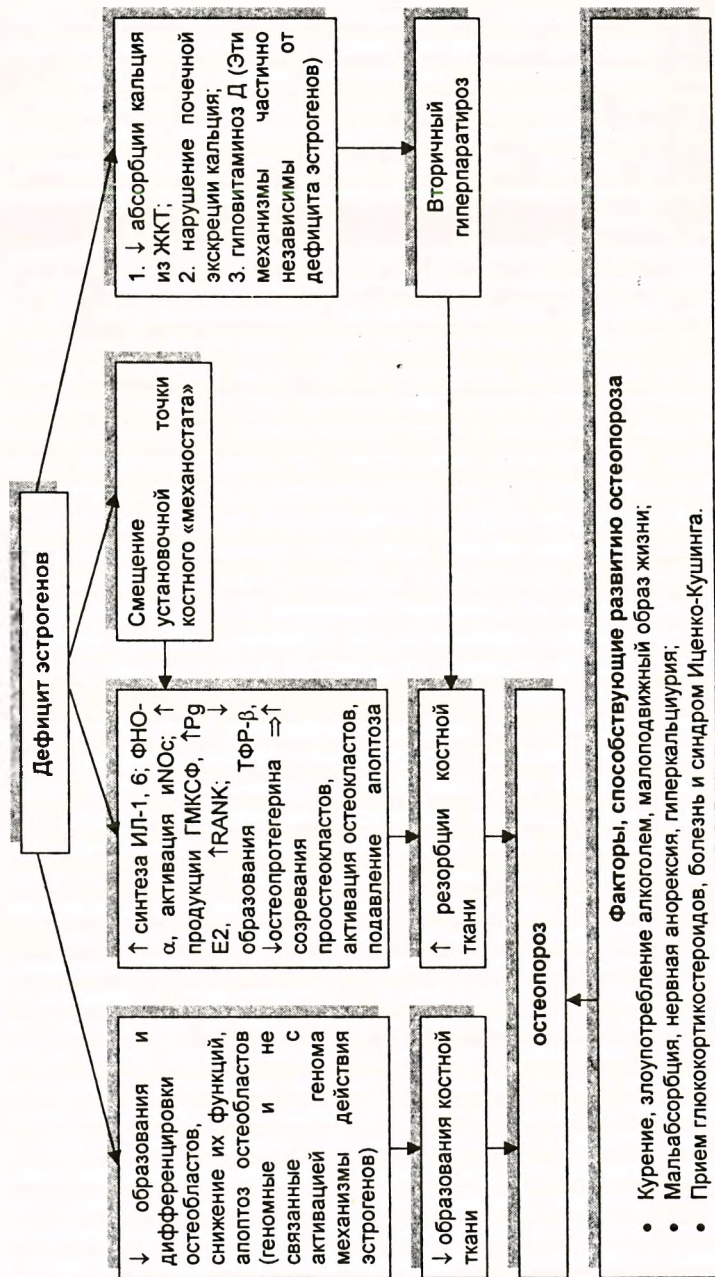 Дефицит эстрогенов
↓ образования и
дифференцировки
остеобластов,
снижение их функций,
апоптоз остеобластов
(геномные и не
связанные с
активацией генома
механизмы действия
эстрогенов)
↑ синтеза ИЛ-1, 6; ФНО-
α, активация иNOс; ↑
продукции ГМКСФ, ↑Pg
E2, ↑RANK; ↓
образования ТФР-β,
↓остеопротегерина ⇒↑
созревания
проостеокластов,
активация остеокластов,
подавление апоптоза
Смещение
установочной точки
костного «механостата»
1. ↓ абсорбции кальция
из ЖКТ;
2. нарушение почечной
экскреции кальция;
3. гиповитаминоз Д (Эти
механизмы частично
независимы от
дефицита эстрогенов)
↓ образования костной
ткани
↑ резорбции костной
ткани
Вторичный
гиперпаратироз
остеопороз
Факторы, способствующие развитию остеопороза
• Курение, злоупотребление алкоголем, малоподвижный образ жизни;
• Мальабсорбция, нервная анорексия, гиперкальциурия;
• Прием глюкокортикостероидов, болезнь и синдром Иценко-Кушинга.